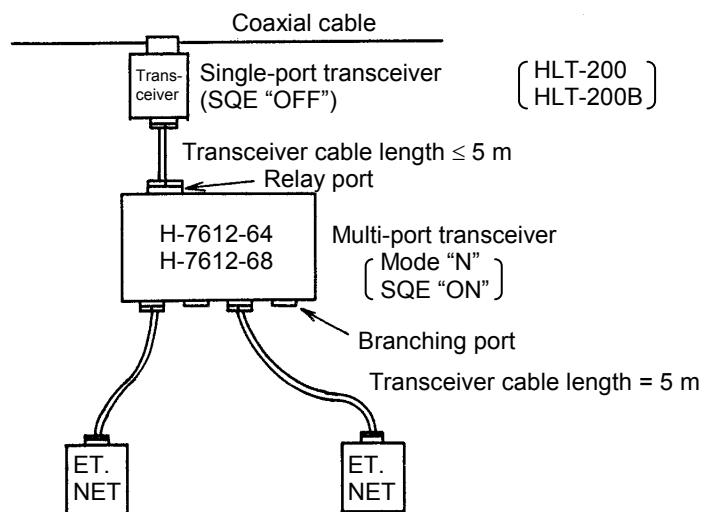 Coaxial cable
Trans-
ceiver
Single-port transceiver
(SQE “OFF”)
HLT-200
HLT-200B
Transceiver cable length ≤ 5 m
Relay port
H-7612-64
H-7612-68
Multi-port transceiver
Mode “N”
SQE “ON”
Branching port
Transceiver cable length = 5 m
ET.
NET
ET.
NET